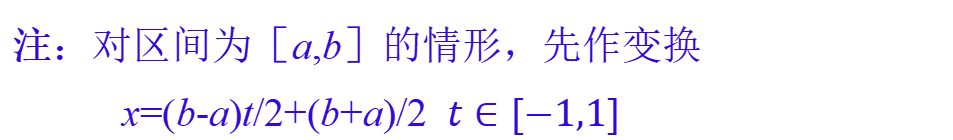 注：对区间为［a,b］的情形，先作变换
x=(b-a)t/2+(b+a)/2 t ∈ [−1,1]